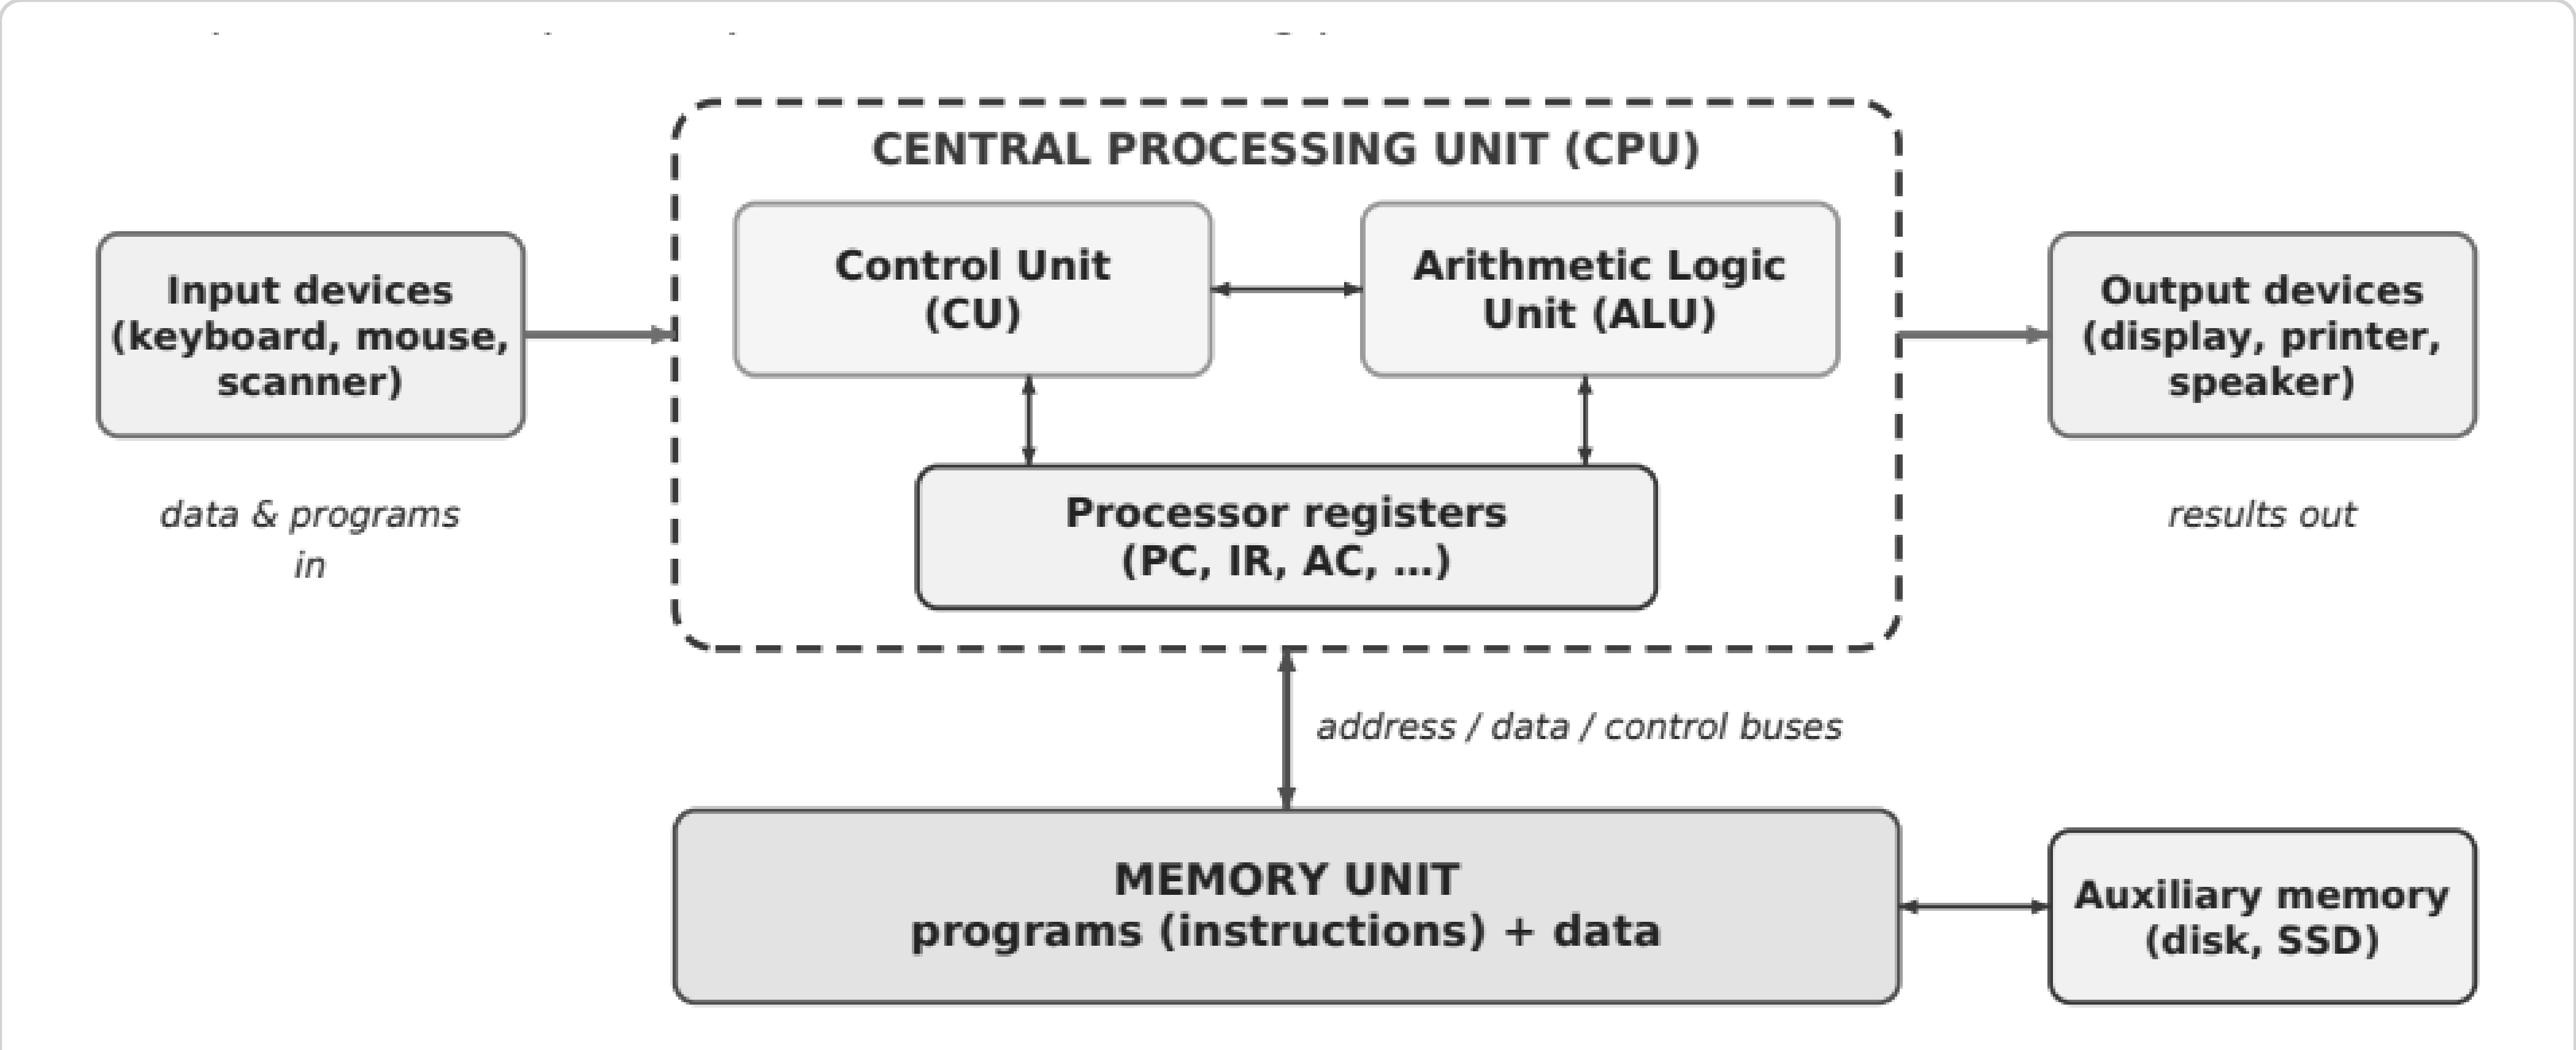 CENTRAL PROCESSING UNIT (CPU)
Control Unit
(CU)
Arithmetic Logic
Unit (ALU)
Input devices
(keyboard, mouse,
scanner)
Output devices
(display, printer,
speaker)
Processor registers
(PC, IR, AC, ...)
data & programs
in
results out
address / data / control buses
MEMORY UNIT
programs (instructions) + data
Auxiliary memory
(disk, SSD)